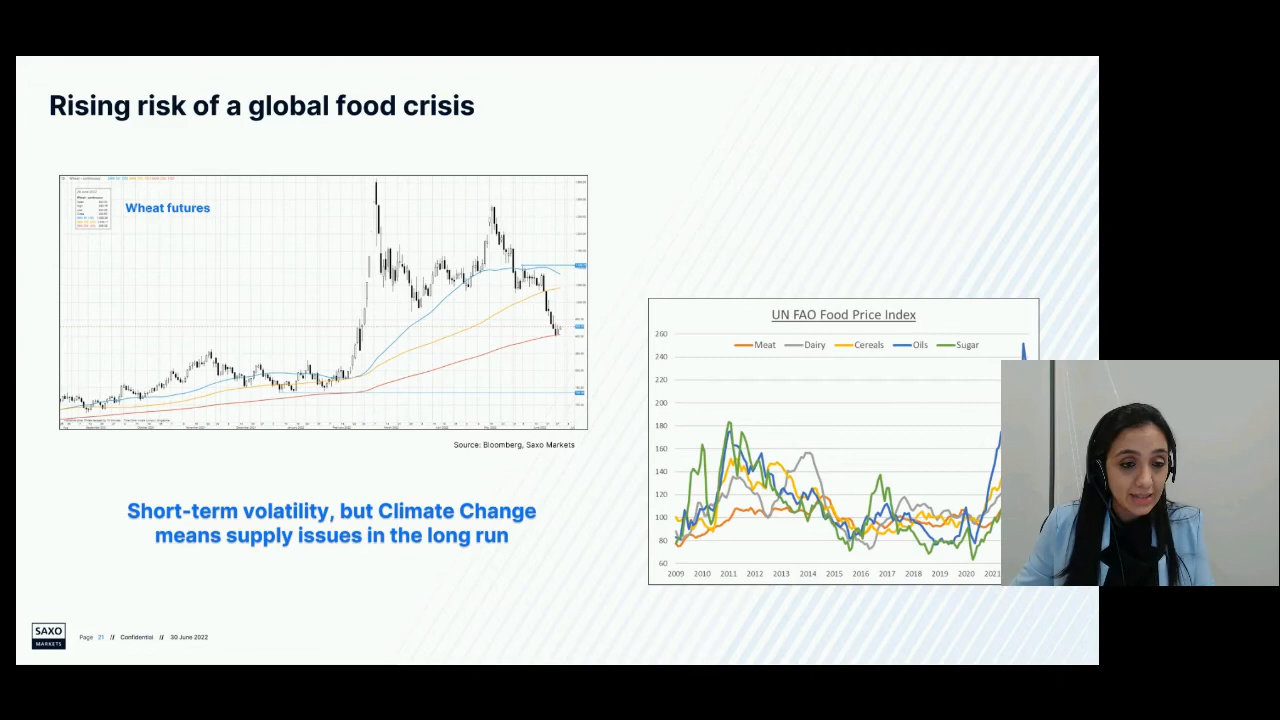 Rising risk of a global food crisis
Wheat futures
Source: Bloomberg, Saxo Markets
Short-term volatility, but Climate Change
means supply issues in the long run
UN FAO Food Price Index
Meat Dairy Cereals Oils Sugar
260
240
220
200
180
160
140
120
100
80
60
2009 2010 2011 2012 2013 2014 2015 2016 2017 2018 2019 2020 2021
SAXO
MARKETS
Page 21 // Confidential // 30 June 2022